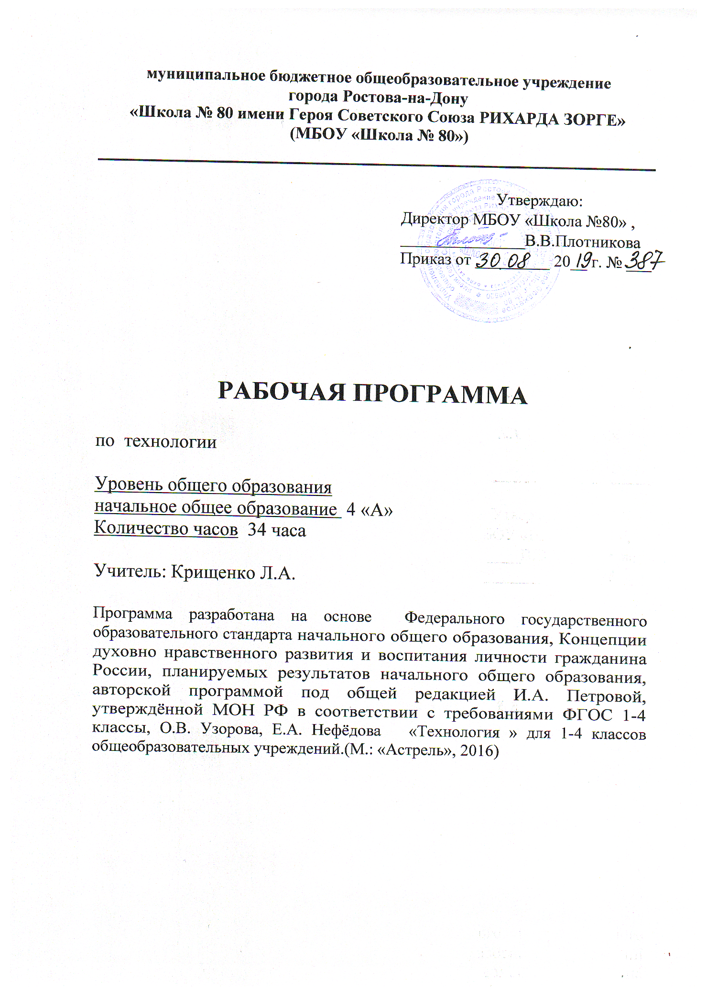 муниципальное бюджетное общеобразовательное учреждение
города Ростова-на-Дону
«Школа № 80 имени Героя Советского Союза РИХАРДА ЗОРГЕ»
(МБОУ «Школа № 80»)
Утверждаю:
Директор МБОУ «Школа №80» ,
______________В.В.Плотникова
Приказ от 30.08 2019г. № 387
РАБОЧАЯ ПРОГРАММА
по технологии
Уровень общего образования
начальное общее образование 4 «А»
Количество часов 34 часа
Учитель: Крищенко Л.А.
Программа разработана на основе Федерального государственного
образовательного стандарта начального общего образования, Концепции
духовно нравственного развития и воспитания личности гражданина
России, планируемых результатов начального общего образования,
авторской программой под общей редакцией И.А. Петровой,
утверждённой МОН РФ в соответствии с требованиями ФГОС 1-4
классы, О.В. Узорова, Е.А. Нефёдова «Технология » для 1-4 классов
общеобразовательных учреждений.(М.: «Астрель», 2016)